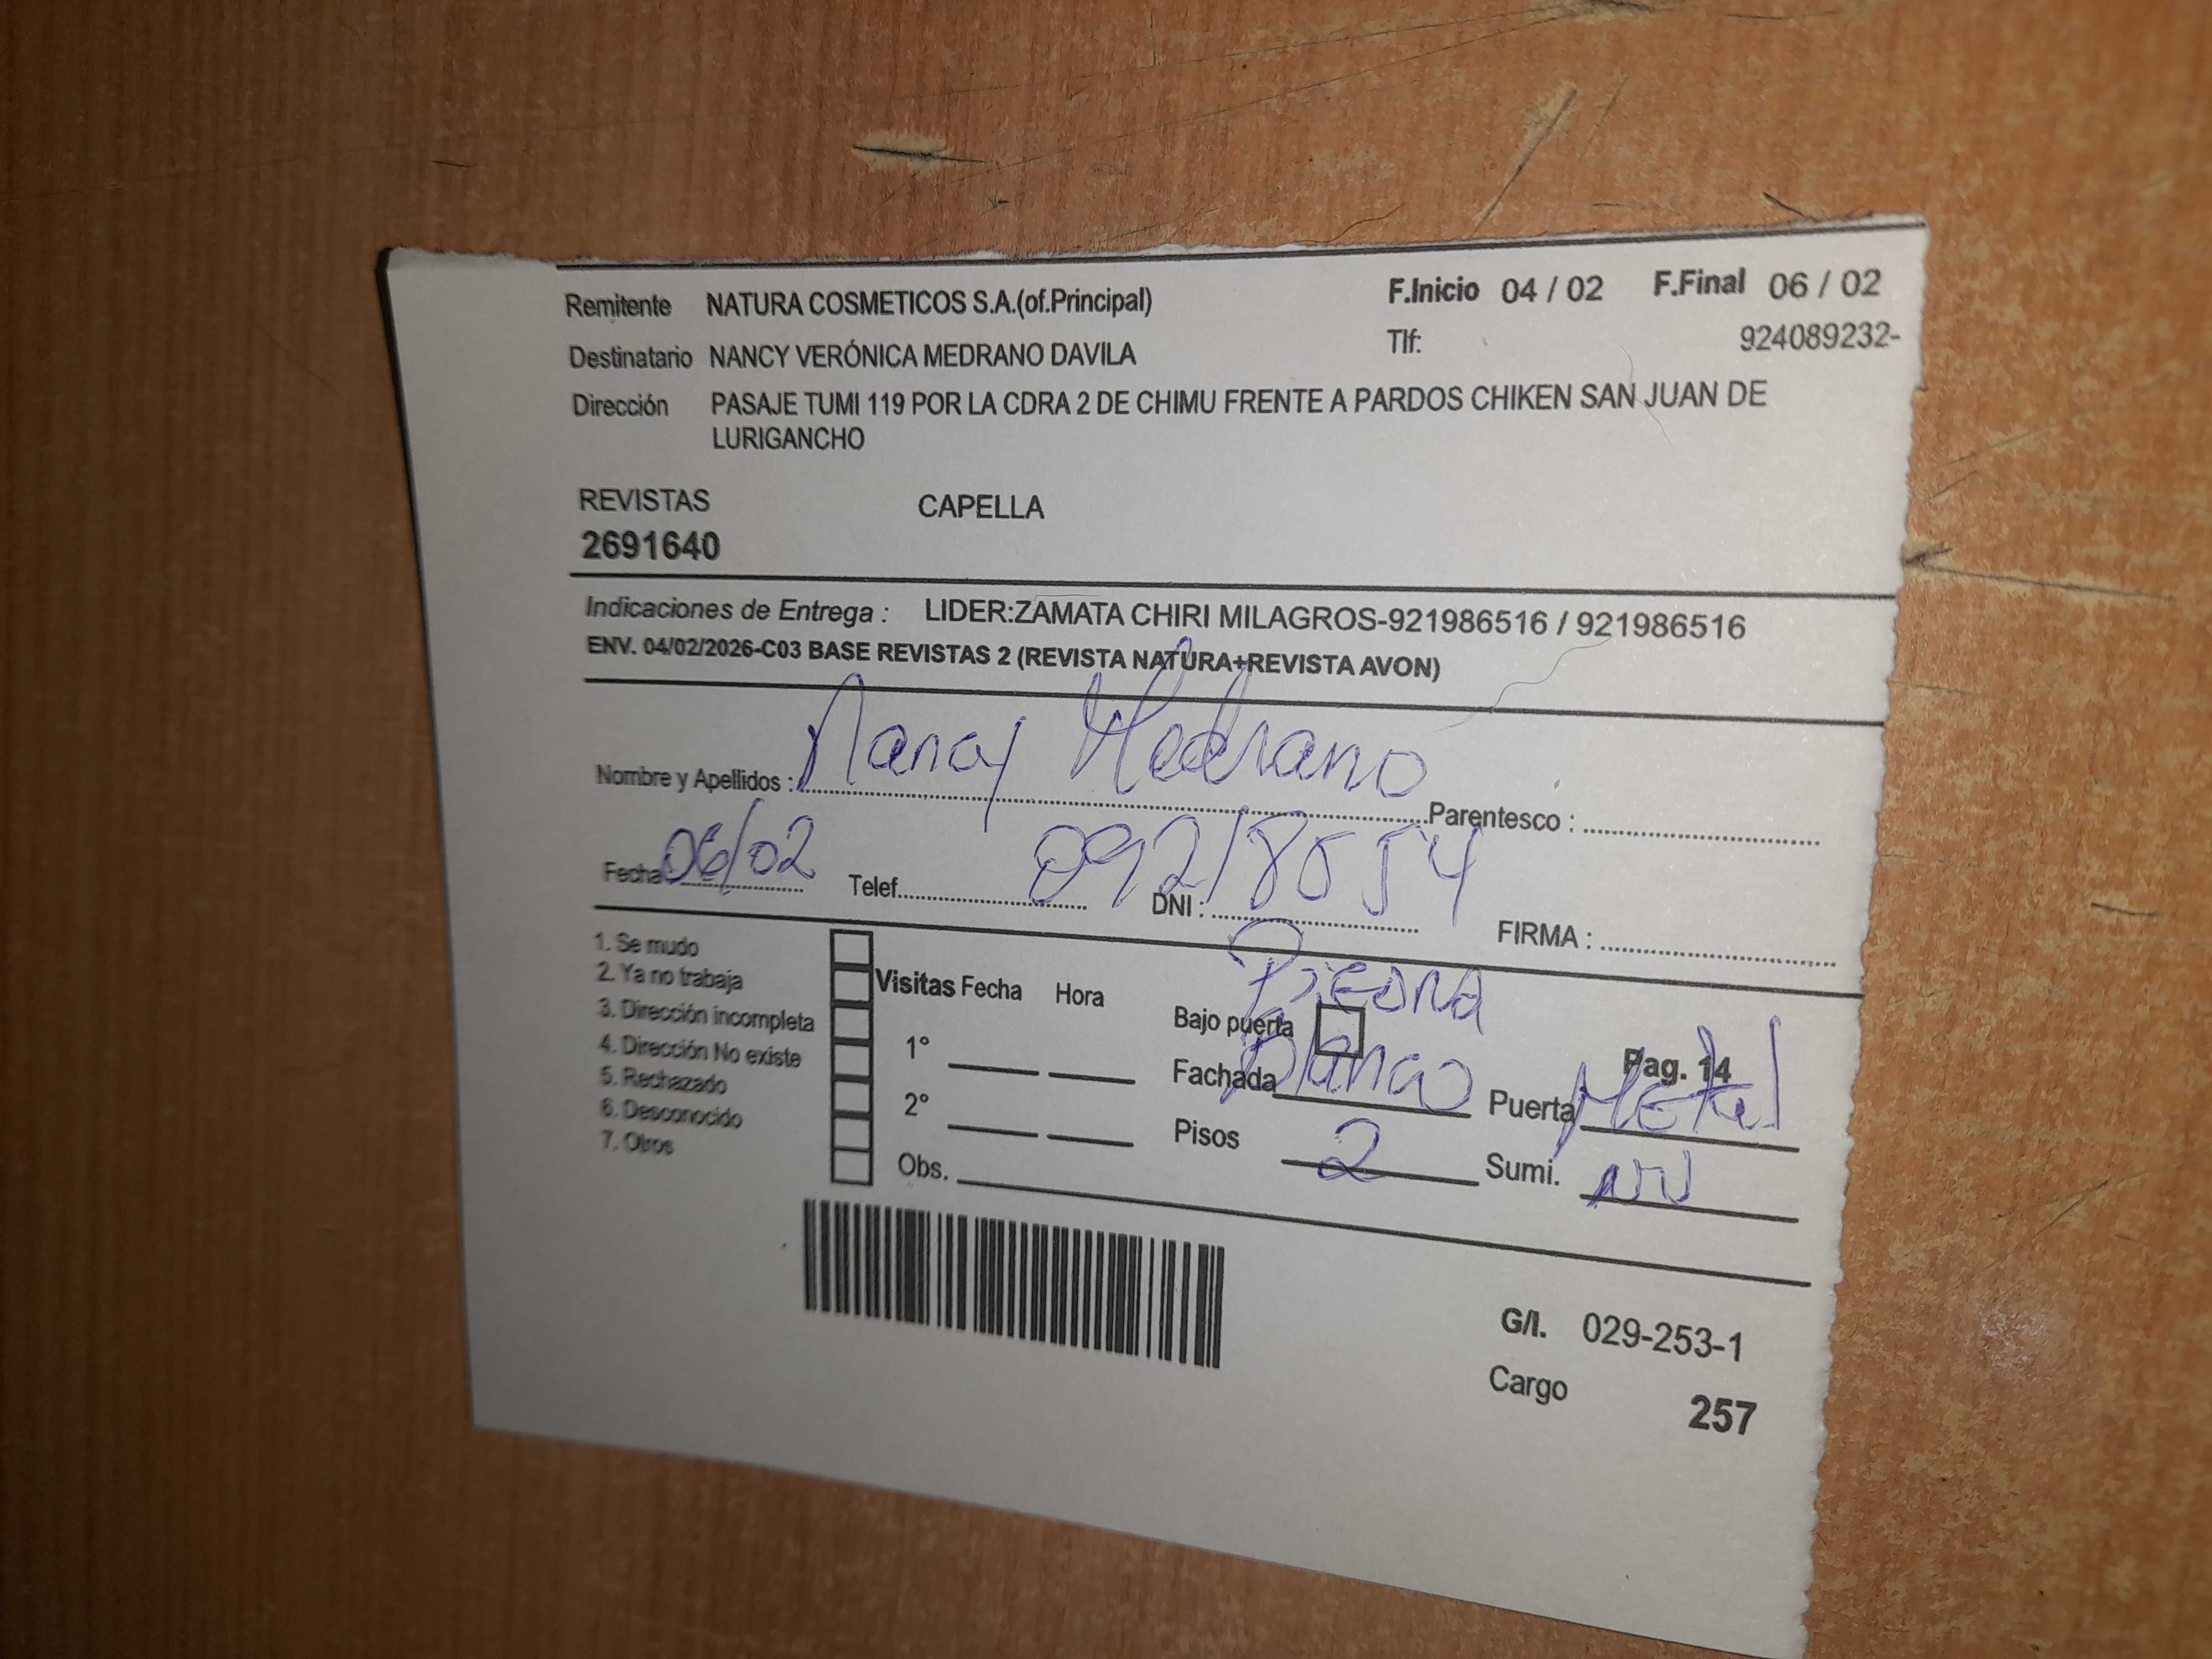 Remitente NATURA COSMETICOS S.A.(of.Principal) F.Inicio 04 / 02 F.Final 06 / 02
Tlf: 924089232-
Destinatario NANCY VERÓNICA MEDRANO DAVILA
Dirección PASAJE TUMI 119 POR LA CDRA 2 DE CHIMU FRENTE A PARDOS CHIKEN SAN JUAN DE
LURIGANCHO
REVISTAS CAPELLA
2691640
Indicaciones de Entrega : LIDER:ZAMATA CHIRI MILAGROS-921986516 / 921986516
ENV. 04/02/2026-C03 BASE REVISTAS 2 (REVISTA NATURA+REVISTA AVON)
Nombre y Apellidos : Nancy Medrano Parentesco :
Fecha 06/02 Telef. DNI : FIRMA :
1. Se mudo
2. Ya no trabaja
3. Dirección incompleta
4. Dirección No existe
5. Rechazado
6. Desconocido
7. Otros
Visitas Fecha Hora
1°
2°
Obs.
Piedra
Bajo puerta
Pag. 14
Fachada Blanco Puerta Metal
Pisos 2 Sumi.
G/I. 029-253-1
Cargo 257